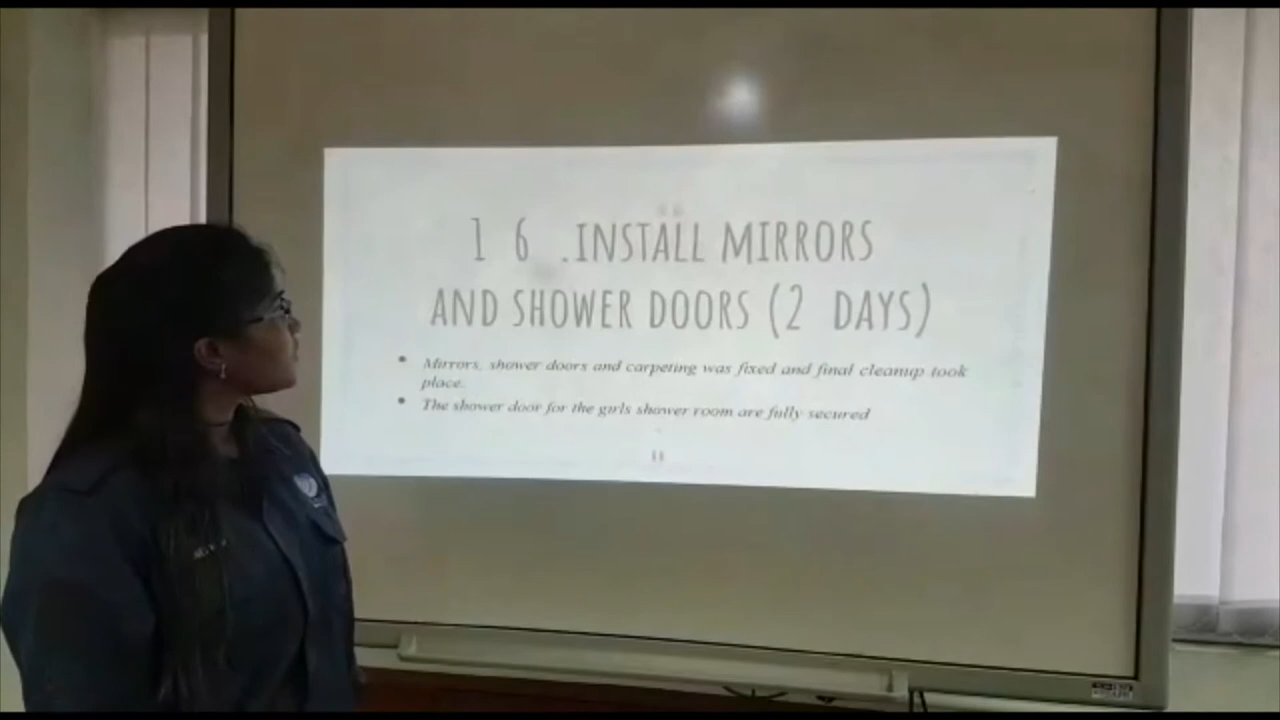 1 6 .INSTALL MIRRORS
AND SHOWER DOORS (2 DAYS)
• Mirrors, shower doors and carpeting was fixed and final cleanup took
place.
• The shower door for the girls shower room are fully secured